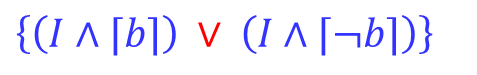 {(I ∧ ⌈b⌉) ∨ (I ∧ ⌈¬b⌉)}